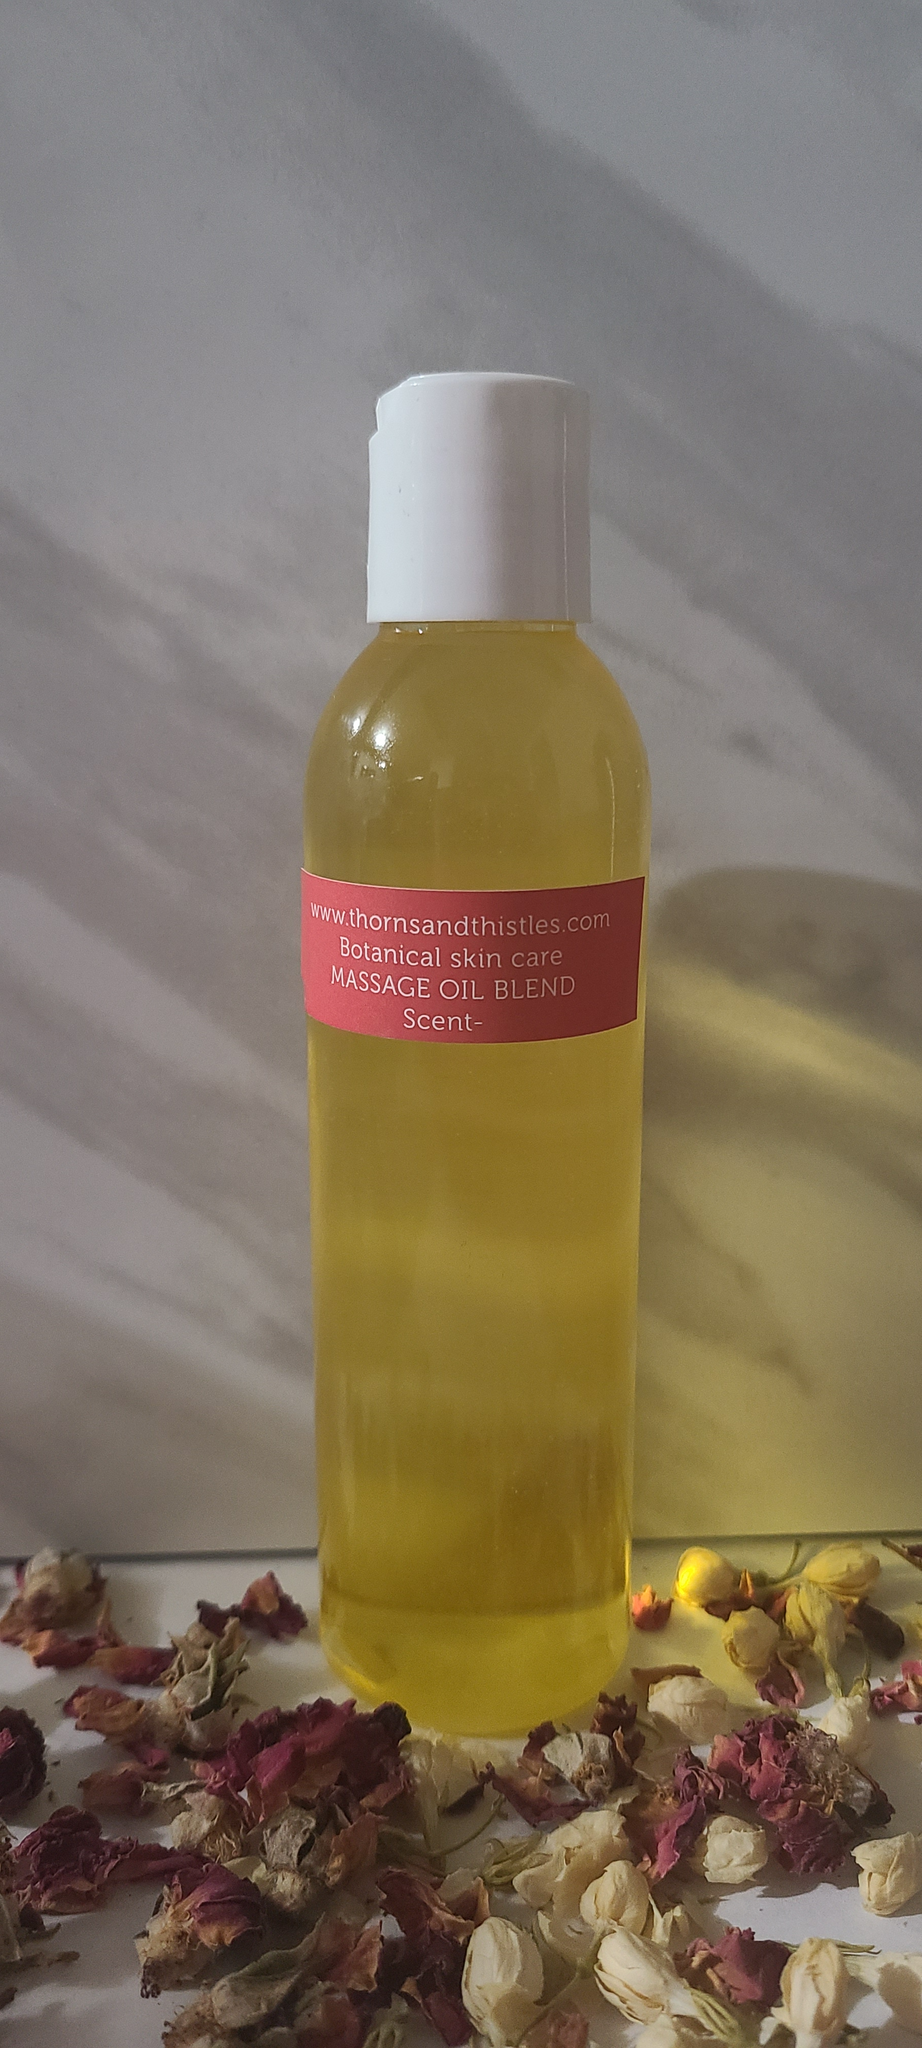 www.thornsandthistles.com
Botanical skin care
MASSAGE OIL BLEND
Scent-